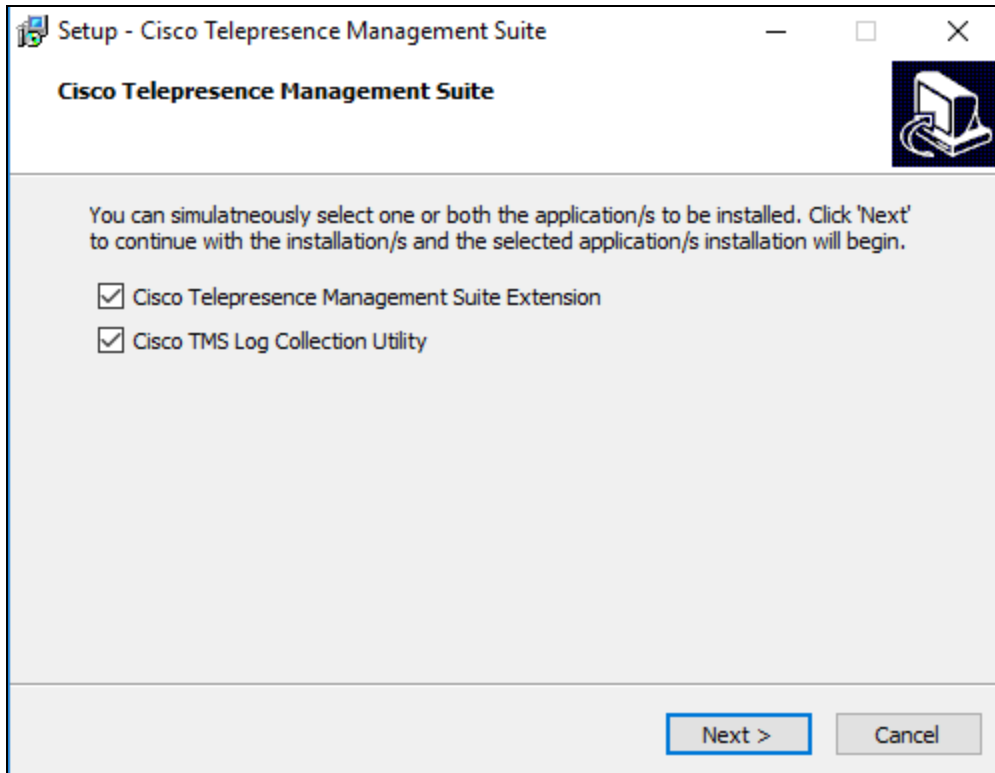 Setup - Cisco Telepresence Management Suite
Cisco Telepresence Management Suite
You can simulatneously select one or both the application/s to be installed. Click 'Next'
to continue with the installation/s and the selected application/s installation will begin.
Cisco Telepresence Management Suite Extension
Cisco TMS Log Collection Utility
Next >
Cancel